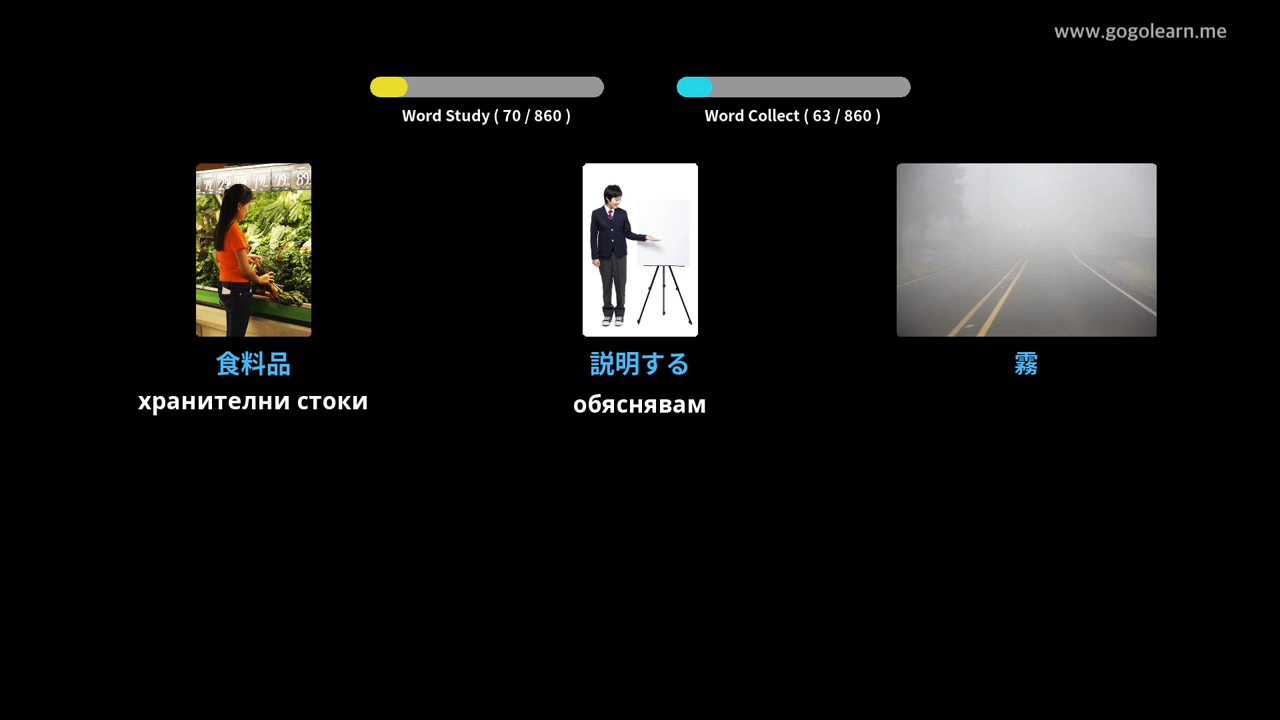 www.gogolearn.me
Word Study ( 70 / 860 )
Word Collect ( 63 / 860 )
食料品
説明する
霧
хранителни стоки
обяснявам